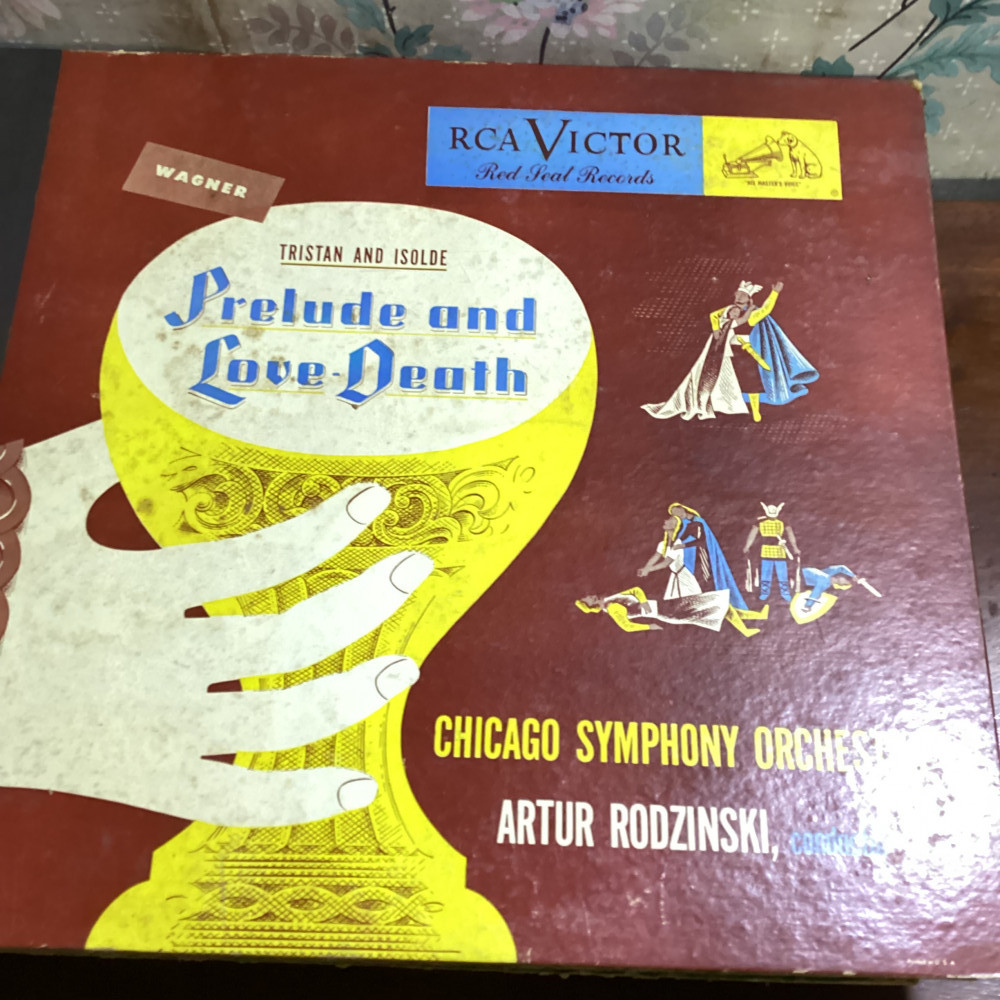 RCA VICTOR
Red Seal Records
"HIS MASTER'S VOICE"
WAGNER
TRISTAN AND ISOLDE
Prelude and
Love-Death
CHICAGO SYMPHONY
ARTUR RODZINSKI,